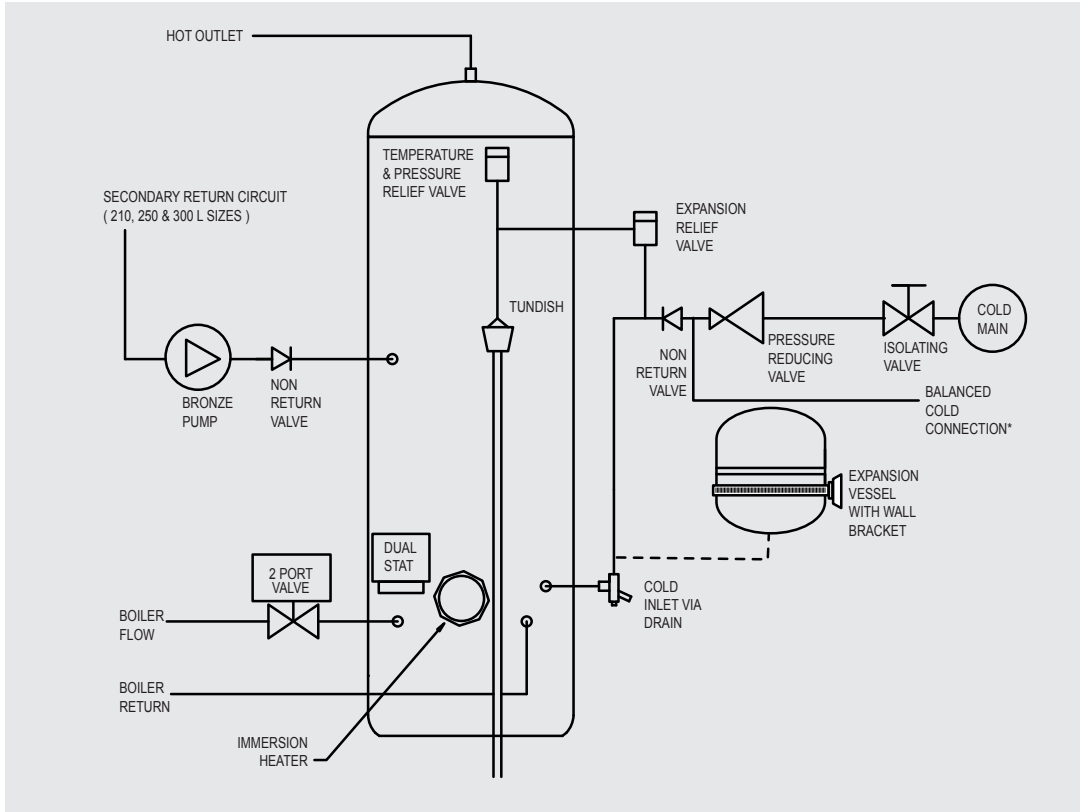 HOT OUTLET
TEMPERATURE
& PRESSURE
RELIEF VALVE
SECONDARY RETURN CIRCUIT
( 210, 250 & 300 L SIZES )
EXPANSION
RELIEF
VALVE
TUNDISH
COLD
MAIN
PRESSURE
REDUCING
VALVE
ISOLATING
VALVE
NON
RETURN
VALVE
BRONZE
PUMP
NON
RETURN
VALVE
BALANCED
COLD
CONNECTION*
EXPANSION
VESSEL
WITH WALL
BRACKET
DUAL
STAT
2 PORT
VALVE
COLD
INLET VIA
DRAIN
BOILER
FLOW
BOILER
RETURN
IMMERSION
HEATER